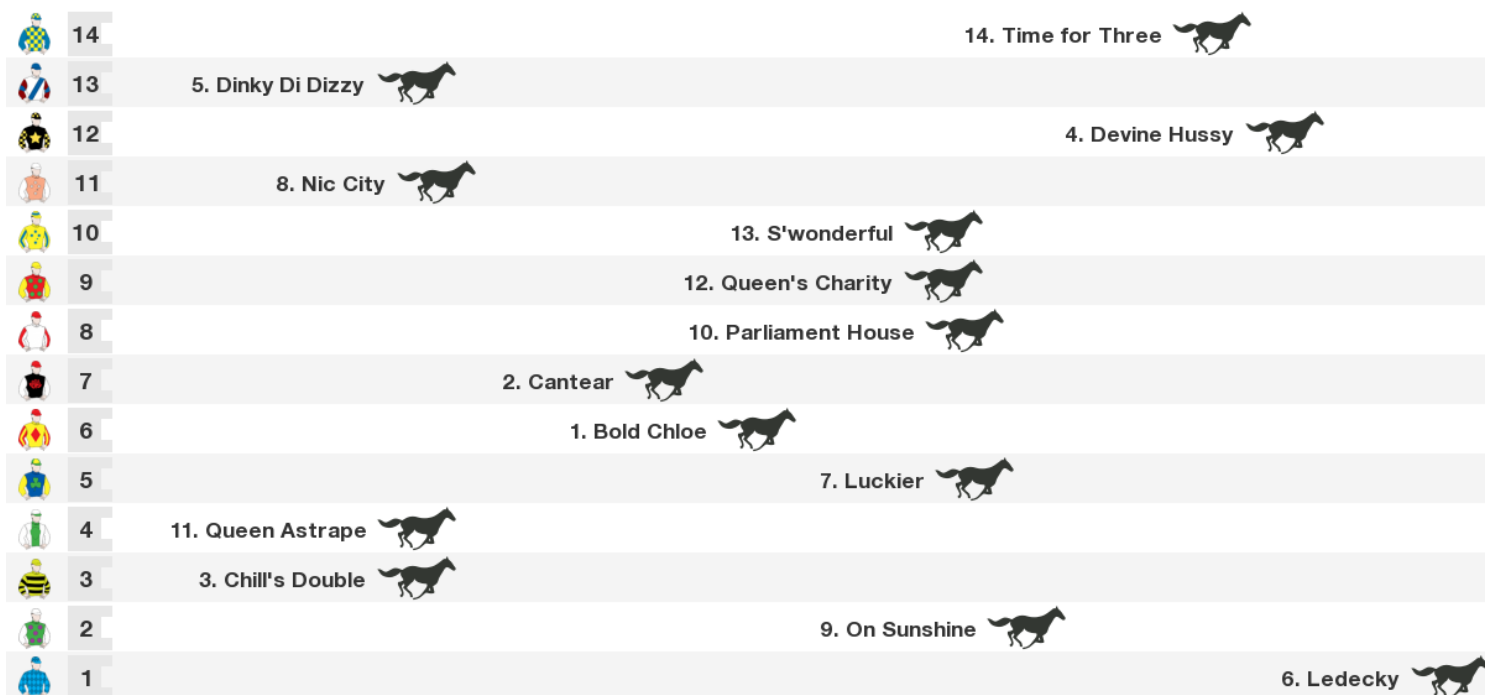 14 14. Time for Three
13 5. Dinky Di Dizzy
12 4. Devine Hussy
11 8. Nic City
10 13. S'wonderful
9 12. Queen's Charity
8 10. Parliament House
7 2. Cantear
6 1. Bold Chloe
5 7. Luckier
4 11. Queen Astrape
3 3. Chill's Double
2 9. On Sunshine
1 6. Ledecky